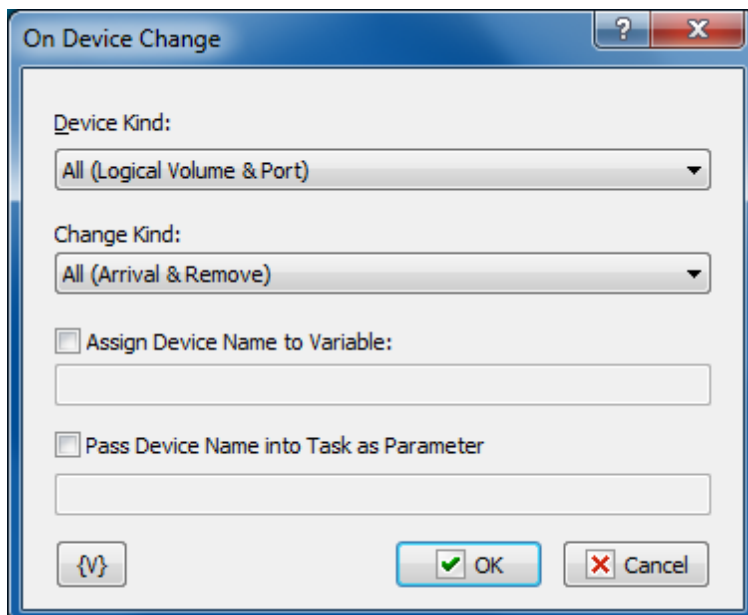 On Device Change
?
Device Kind:
All (Logical Volume & Port)
Change Kind:
All (Arrival & Remove)
Assign Device Name to Variable:
Pass Device Name into Task as Parameter
{V} OK Cancel